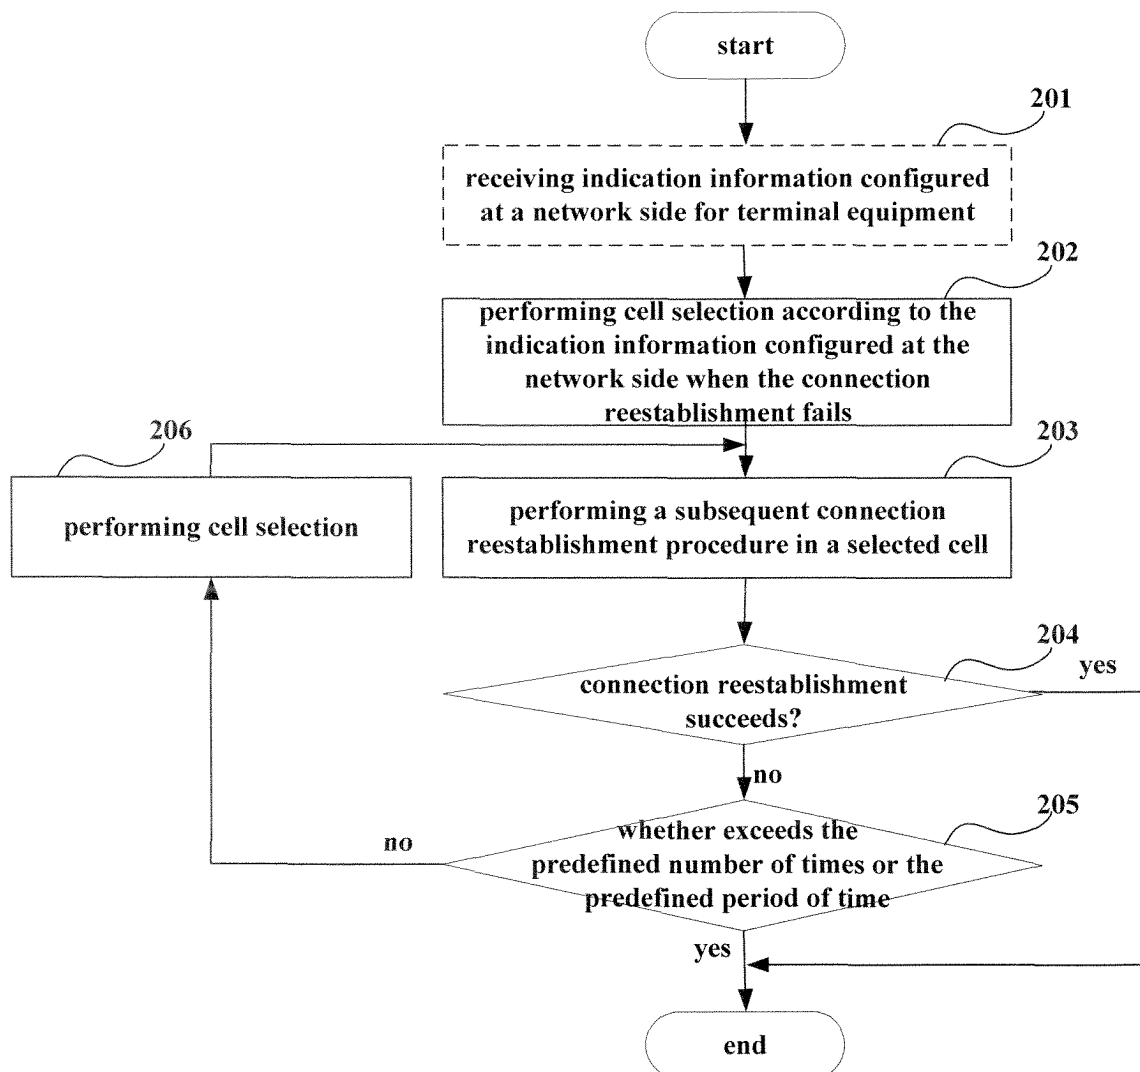 start
201
receiving indication information configured
at a network side for terminal equipment
202
performing cell selection according to the
indication information configured at the
network side when the connection
reestablishment fails
206
203
performing cell selection
performing a subsequent connection
reestablishment procedure in a selected cell
204
yes
connection reestablishment
succeeds?
no
205
no
whether exceeds the
predefined number of times or the
predefined period of time
yes
end